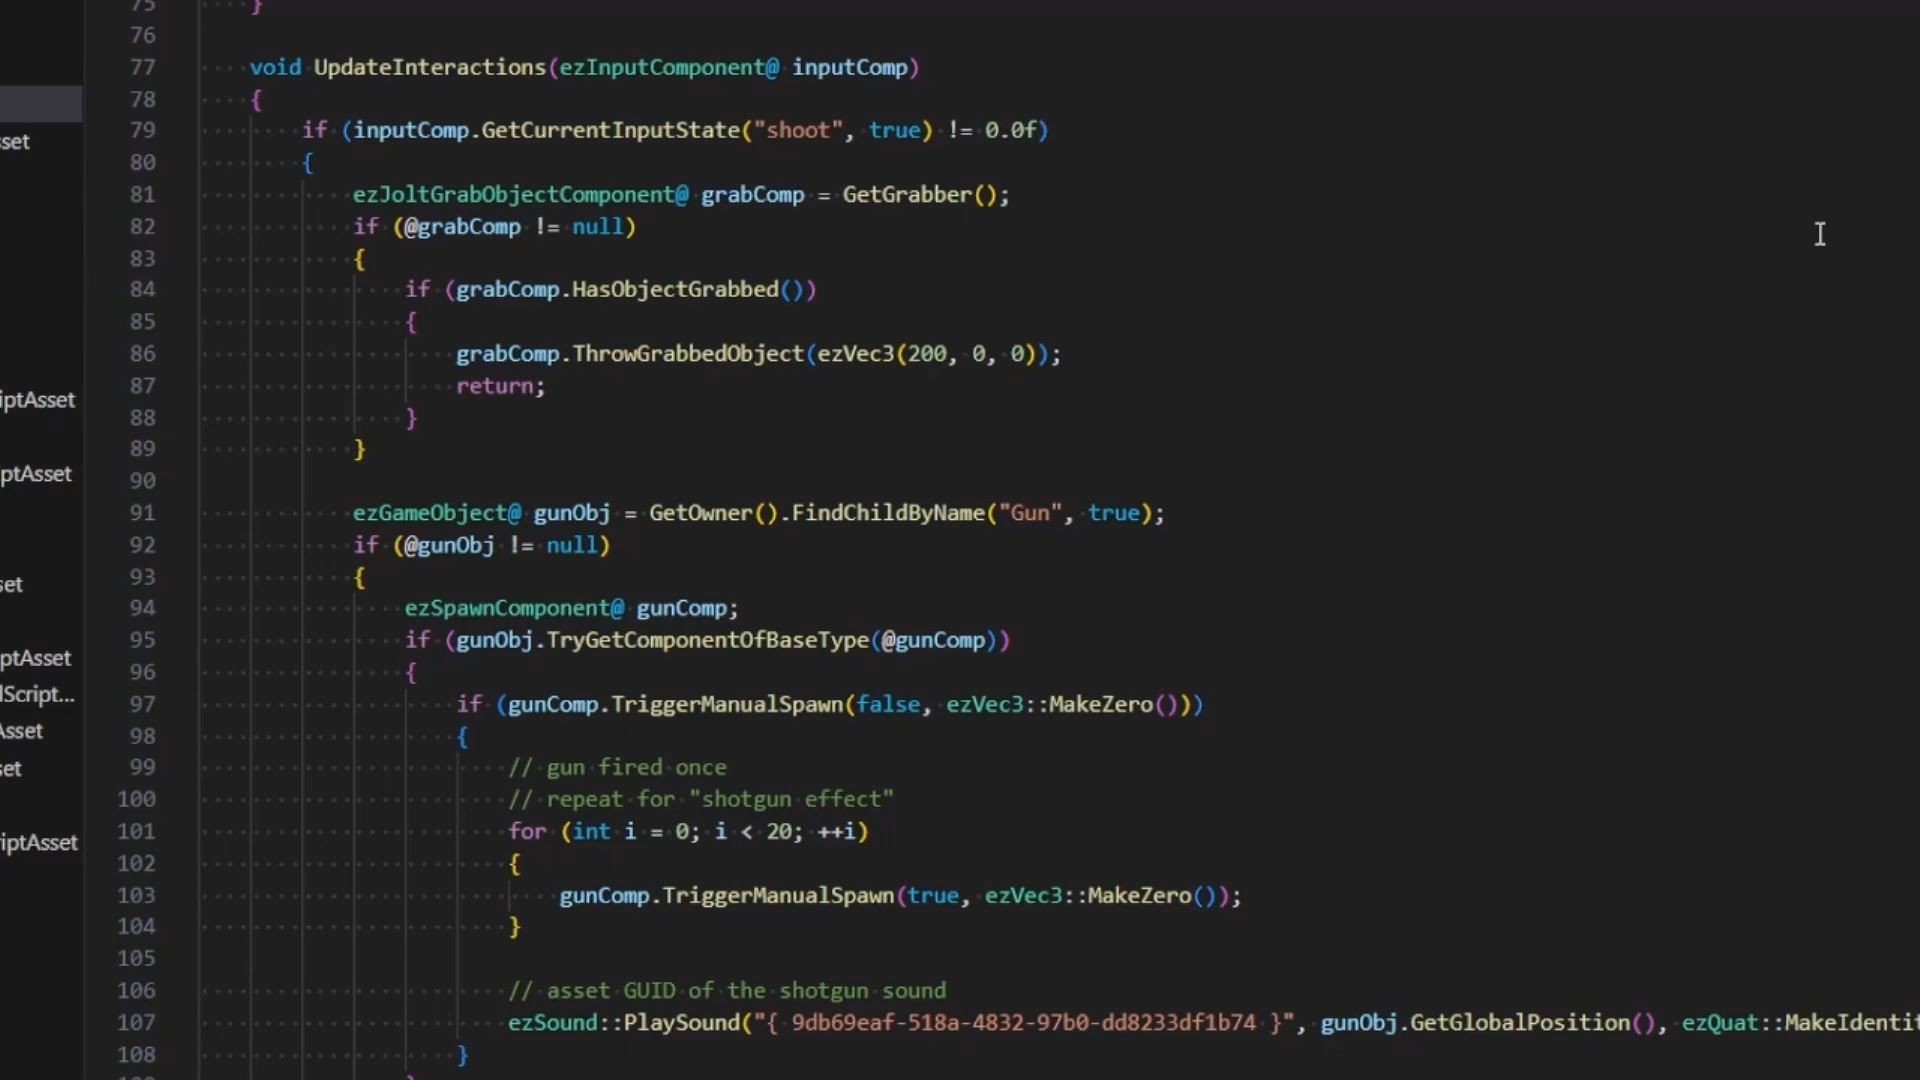 75 }
76
77 void UpdateInteractions(ezInputComponent@ inputComp)
78 {
79 if (inputComp.GetCurrentInputState("shoot", true) != 0.0f)
80 {
81 ezJoltGrabObjectComponent@ grabComp = GetGrabber();
82 if (@grabComp != null)
83 {
84 if (grabComp.HasObjectGrabbed())
85 {
86 grabComp.ThrowGrabbedObject(ezVec3(200, 0, 0));
87 return;
88 }
89 }
90
91 ezGameObject@ gunObj = GetOwner().FindChildByName("Gun", true);
92 if (@gunObj != null)
93 {
94 ezSpawnComponent@ gunComp;
95 if (gunObj.TryGetComponentOfBaseType(@gunComp))
96 {
97 if (gunComp.TriggerManualSpawn(false, ezVec3::MakeZero()))
98 {
99 // gun fired once
100 // repeat for "shotgun effect"
101 for (int i = 0; i < 20; ++i)
102 {
103 gunComp.TriggerManualSpawn(true, ezVec3::MakeZero());
104 }
105
106 // asset GUID of the shotgun sound
107 ezSound::PlaySound("{ 9db69eaf-518a-4832-97b0-dd8233df1b74 }", gunObj.GetGlobalPosition(), ezQuat::MakeIdentit
108 }
sset
iptAsset
ptAsset
set
ptAsset
lScript...
Asset
set
riptAsset